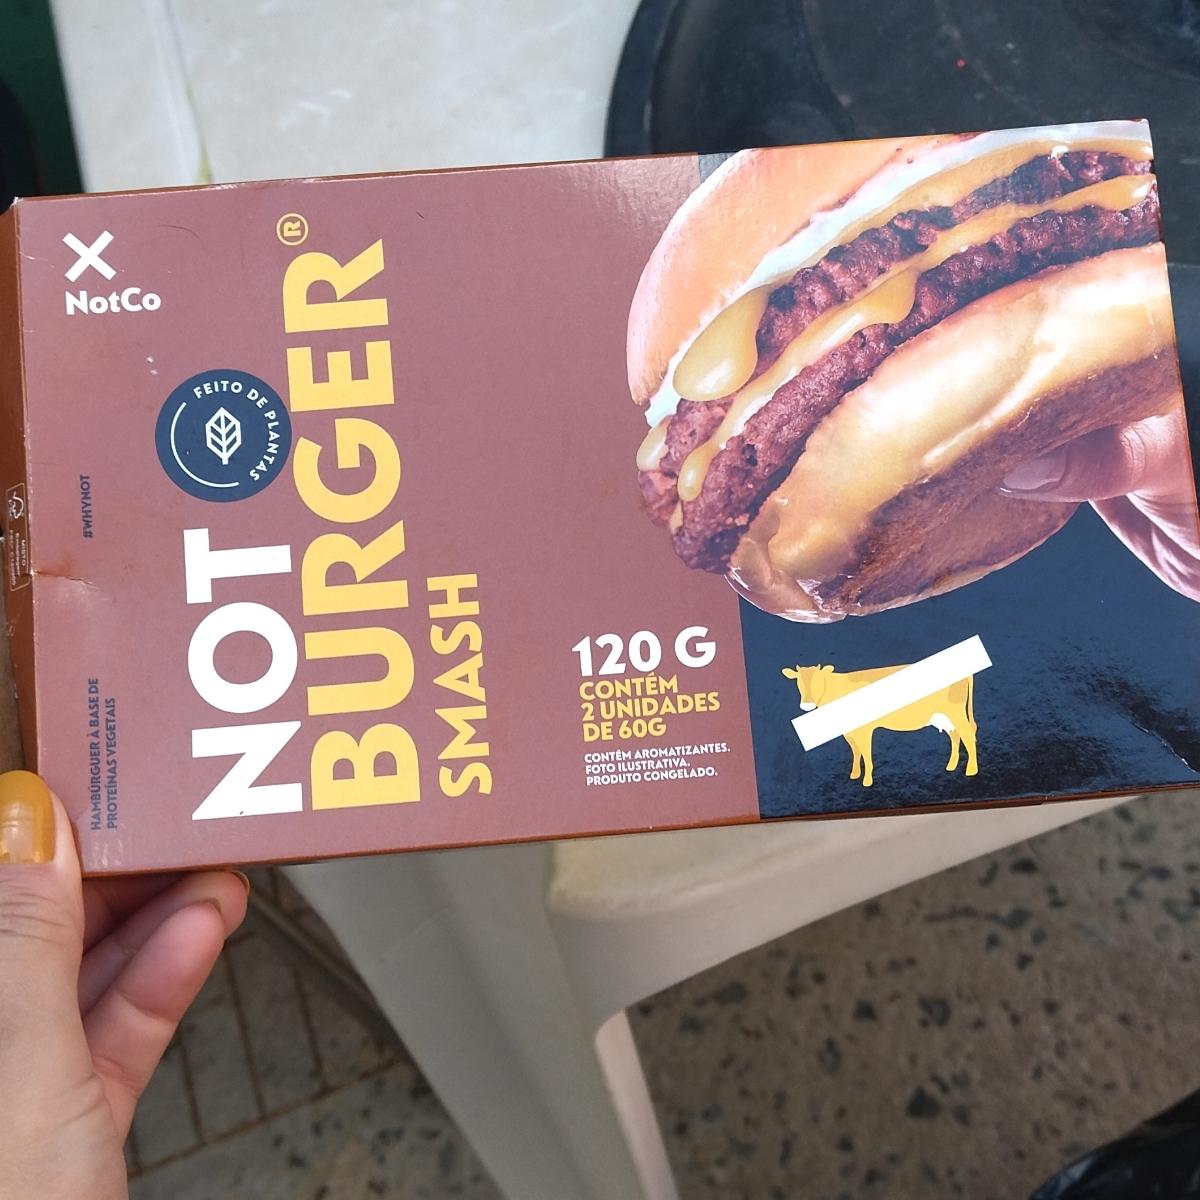 NotCo
FEITO DE PLANTAS
NOT
BURGER®
SMASH
#WHYNOT
HAMBÚRGUER À BASE DE
PROTEÍNAS VEGETAIS
120 G
CONTÉM
2 UNIDADES
DE 60G
CONTÉM AROMATIZANTES.
FOTO ILUSTRATIVA.
PRODUTO CONGELADO.
MISTO